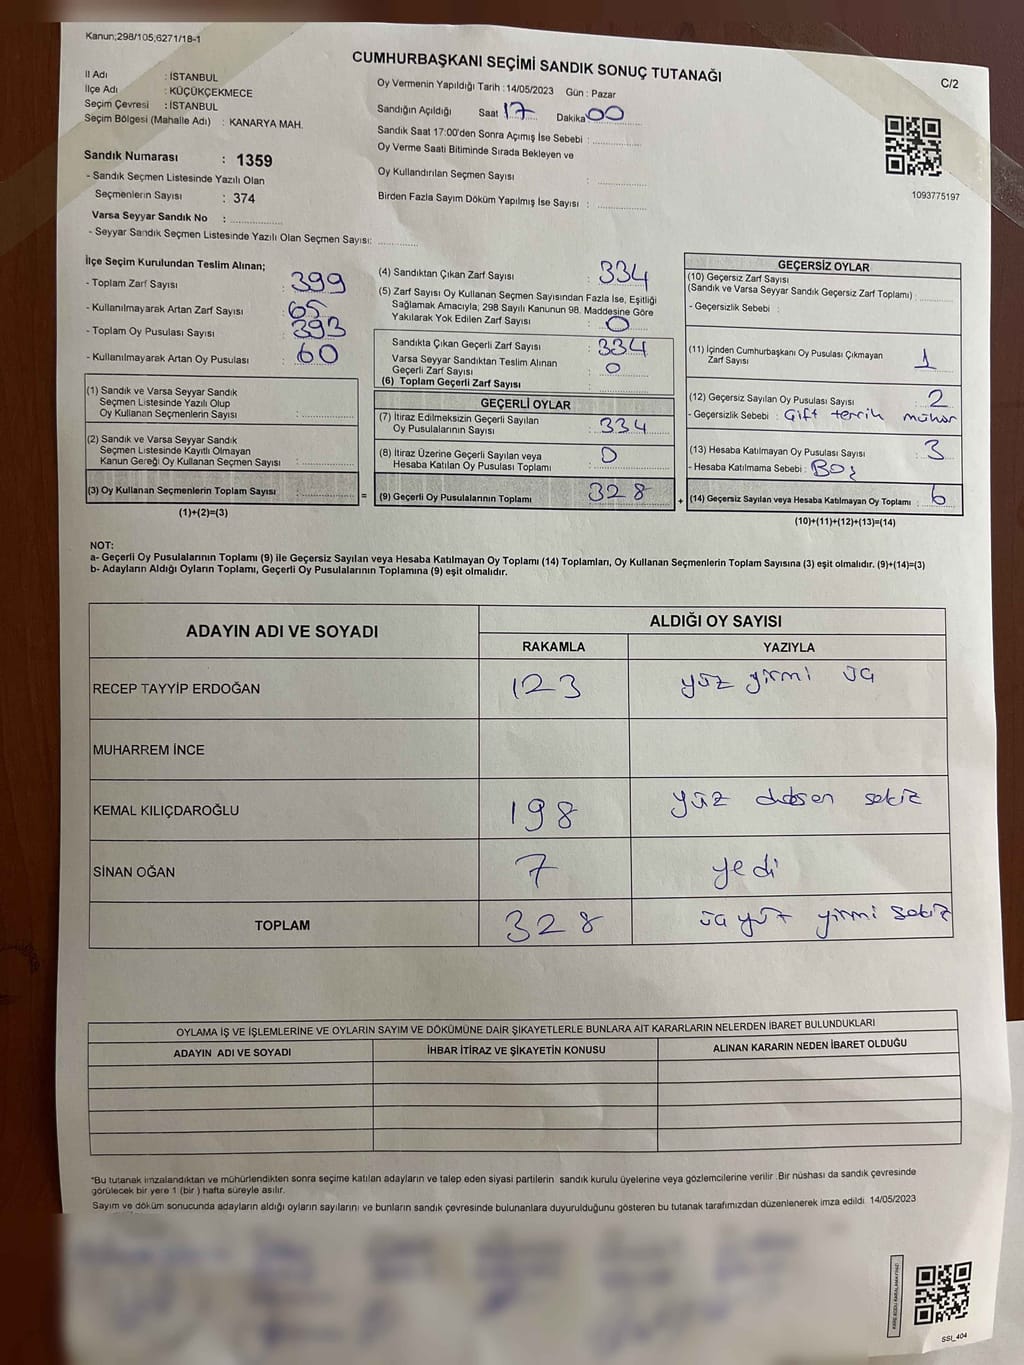 Kanun;298/105,6271/18-1
CUMHURBAŞKANI SEÇİMİ SANDIK SONUÇ TUTANAĞI
C/2
İl Adı : İSTANBUL
İlçe Adı : KÜÇÜKÇEKMECE
Seçim Çevresi : İSTANBUL
Seçim Bölgesi (Mahalle Adı) : KANARYA MAH.
Sandık Numarası : 1359
- Sandık Seçmen Listesinde Yazılı Olan
Seçmenlerin Sayısı : 374
Varsa Seyyar Sandık No :
- Seyyar Sandık Seçmen Listesinde Yazılı Olan Seçmen Sayısı:
Oy Vermenin Yapıldığı Tarih : 14/05/2023 Gün : Pazar
Sandığın Açıldığı Saat 17 Dakika 00
Sandık Saat 17:00'den Sonra Açımış İse Sebebi :
Oy Verme Saati Bitiminde Sırada Bekleyen ve
Oy Kullandırılan Seçmen Sayısı :
Birden Fazla Sayım Döküm Yapılmış İse Sayısı :
1093775197
İlçe Seçim Kurulundan Teslim Alınan;
- Toplam Zarf Sayısı : 399
- Kullanılmayarak Artan Zarf Sayısı : 65
- Toplam Oy Pusulası Sayısı : 393
- Kullanılmayarak Artan Oy Pusulası : 60
(1) Sandık ve Varsa Seyyar Sandık
Seçmen Listesinde Yazılı Olup
Oy Kullanan Seçmenlerin Sayısı :
(2) Sandık ve Varsa Seyyar Sandık
Seçmen Listesinde Kayıtlı Olmayan
Kanun Gereği Oy Kullanan Seçmen Sayısı :
(3) Oy Kullanan Seçmenlerin Toplam Sayısı : =
(1)+(2)=(3)
(4) Sandıktan Çıkan Zarf Sayısı : 334
(5) Zarf Sayısı Oy Kullanan Seçmen Sayısından Fazla İse, Eşitliği
Sağlamak Amacıyla, 298 Sayılı Kanunun 98. Maddesine Göre
Yakılarak Yok Edilen Zarf Sayısı : 0
Sandıkta Çıkan Geçerli Zarf Sayısı : 334
Varsa Seyyar Sandıktan Teslim Alınan
Geçerli Zarf Sayısı : 0
(6) Toplam Geçerli Zarf Sayısı
GEÇERLİ OYLAR
(7) İtiraz Edilmeksizin Geçerli Sayılan
Oy Pusulalarının Sayısı : 334
(8) İtiraz Üzerine Geçerli Sayılan veya
Hesaba Katılan Oy Pusulası Toplamı : 0
(9) Geçerli Oy Pusulalarının Toplamı 328 +
GEÇERSİZ OYLAR
(10) Geçersiz Zarf Sayısı
(Sandık ve Varsa Seyyar Sandık Geçersiz Zarf Toplamı) :
- Geçersizlik Sebebi :
(11) İçinden Cumhurbaşkanı Oy Pusulası Çıkmayan
Zarf Sayısı : 1
(12) Geçersiz Sayılan Oy Pusulası Sayısı : 2
- Geçersizlik Sebebi : Gift tercih mühür
(13) Hesaba Katılmayan Oy Pusulası Sayısı : 3
- Hesaba Katılmama Sebebi : Boş
(14) Geçersiz Sayılan veya Hesaba Katılmayan Oy Toplamı : 6
(10)+(11)+(12)+(13)=(14)
NOT:
a- Geçerli Oy Pusulalarının Toplamı (9) ile Geçersiz Sayılan veya Hesaba Katılmayan Oy Toplamı (14) Toplamları, Oy Kullanan Seçmenlerin Toplam Sayısına (3) eşit olmalıdır. (9)+(14)=(3)
b- Adayların Aldığı Oyların Toplamı, Geçerli Oy Pusulalarının Toplamına (9) eşit olmalıdır.
ADAYIN ADI VE SOYADI ALDIĞI OY SAYISI
RAKAMLA YAZIYLA
RECEP TAYYİP ERDOĞAN 123 yüz yirmi üç
MUHARREM İNCE
KEMAL KILIÇDAROĞLU 198 yüz doksan sekiz
SİNAN OĞAN 7 yedi
TOPLAM 328 üç yüz yirmi sekiz
OYLAMA İŞ VE İŞLEMLERİNE VE OYLARIN SAYIM VE DÖKÜMÜNE DAİR ŞİKAYETLERLE BUNLARA AİT KARARLARIN NELERDEN İBARET BULUNDUKLARI
ADAYIN ADI VE SOYADI İHBAR İTİRAZ VE ŞİKAYETİN KONUSU ALINAN KARARIN NEDEN İBARET OLDUĞU
*Bu tutanak imzalandıktan ve mühürlendikten sonra seçime katılan adayların ve talep eden siyasi partilerin sandık kurulu üyelerine veya gözlemcilerine verilir .Bir nüshası da sandık çevresinde
görülecek bir yere 1 (bir ) hafta süreyle asılır.
Sayım ve döküm sonucunda adayların aldığı oyların sayılarını ve bunların sandık çevresinde bulunanlara duyurulduğunu gösteren bu tutanak tarafımızdan düzenlenerek imza edildi. 14/05/2023
SSI_404